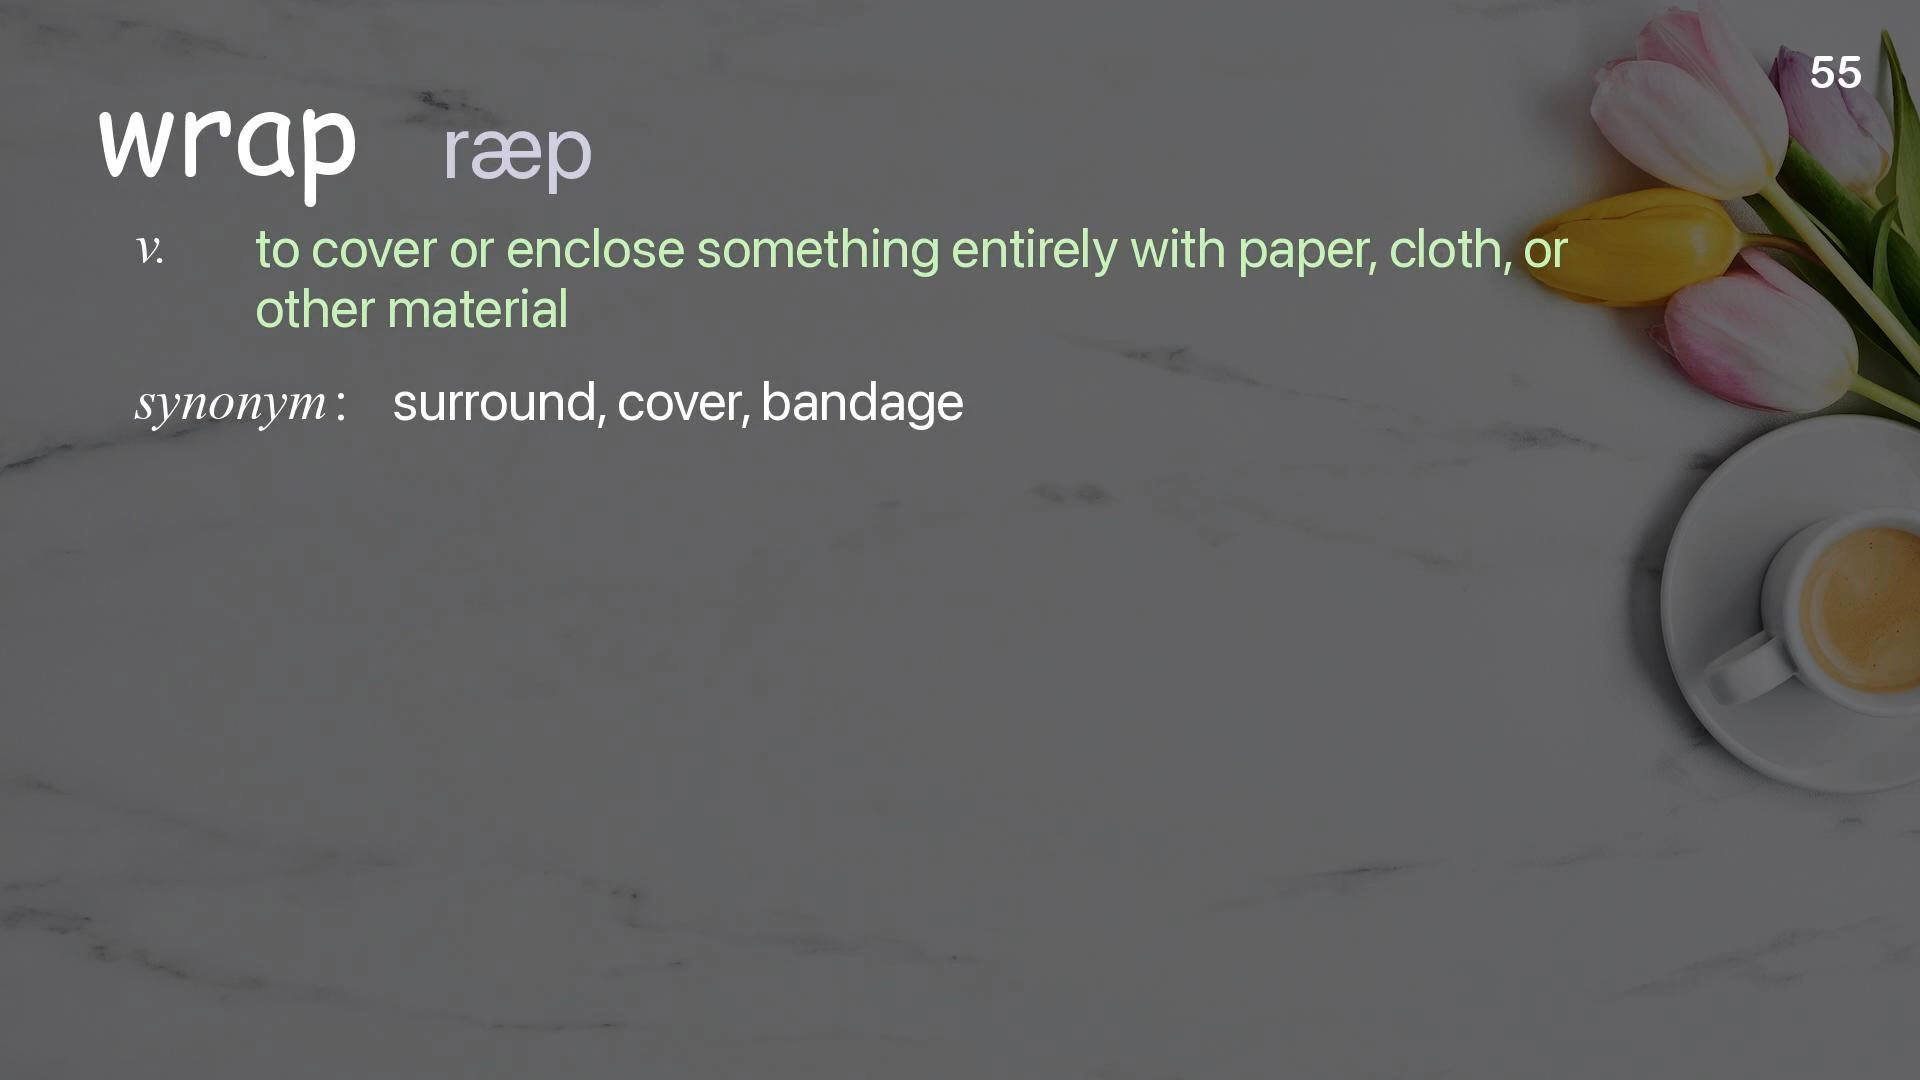 55
wrap ræp
v. to cover or enclose something entirely with paper, cloth, or
other material
synonym : surround, cover, bandage